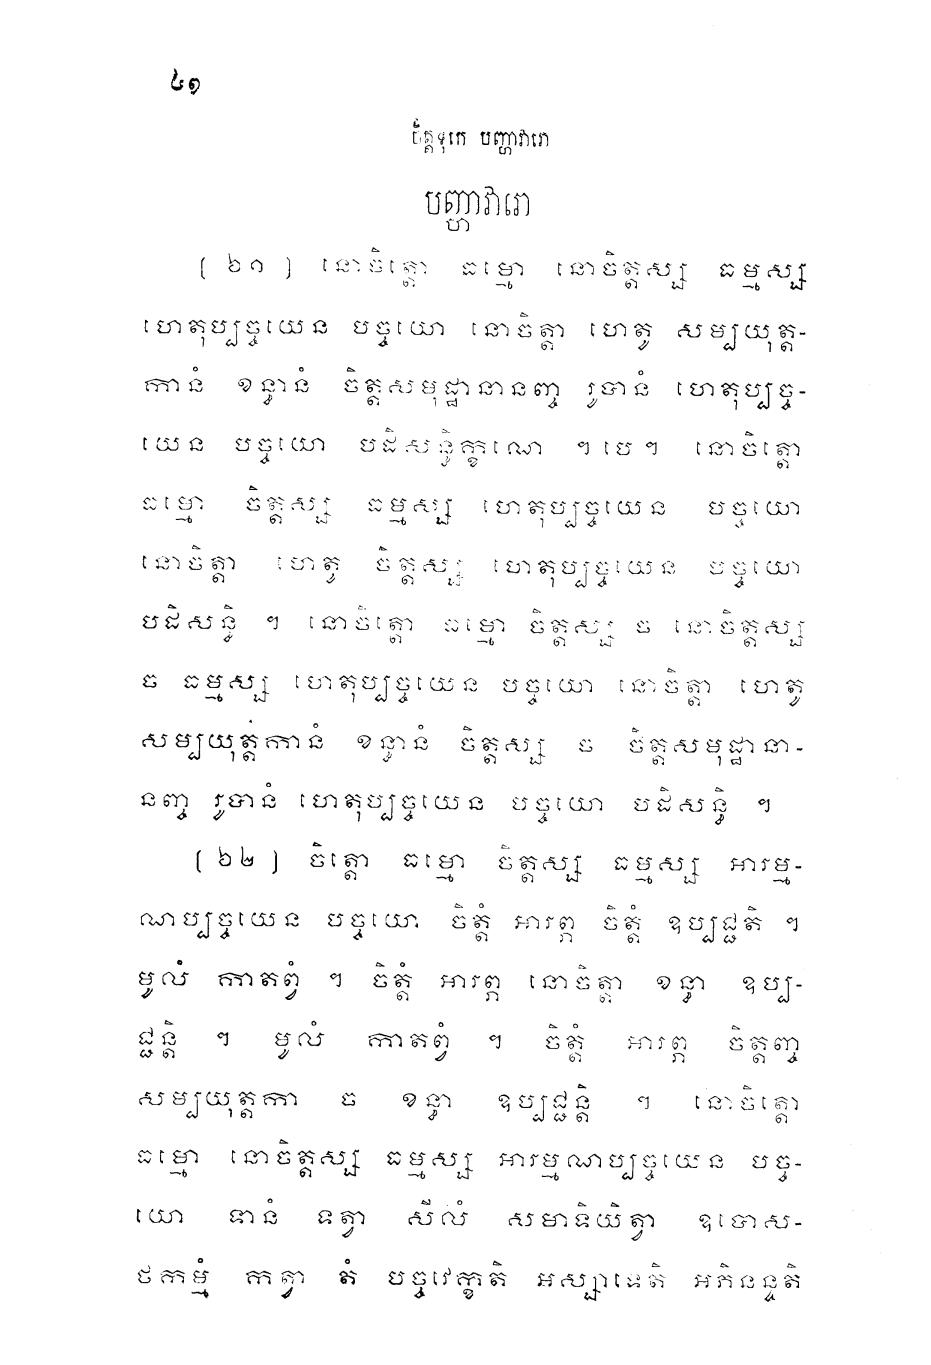 ៤១
ចិត្តទុកេ បញ្ហាវារោ
បញ្ហាវារោ
( ៦១ ) នោចិត្តោ ធម្មោ នោចិត្តស្ស ធម្មស្ស
ហេតុប្បច្ចយេន បច្ចយោ នោចិត្តា ហេតូ សម្បយុត្ត-
កានំ ខន្ធានំ ចិត្តសមុដ្ឋានានញ្ច រូបានំ ហេតុប្បច្ច-
យេន បច្ចយោ បដិសន្ធិក្ខណេ ។ បេ ។ នោចិត្តោ
ធម្មោ ចិត្តស្ស ធម្មស្ស ហេតុប្បច្ចយេន បច្ចយោ
នោចិត្តា ហេតូ ចិត្តស្ស ហេតុប្បច្ចយេន បច្ចយោ
បដិសន្ធិ ។ នោចិត្តោ ធម្មោ ចិត្តស្ស ច នោចិត្តស្ស
ច ធម្មស្ស ហេតុប្បច្ចយេន បច្ចយោ នោចិត្តា ហេតូ
សម្បយុត្តកានំ ខន្ធានំ ចិត្តស្ស ច ចិត្តសមុដ្ឋានា-
នញ្ច រូបានំ ហេតុប្បច្ចយេន បច្ចយោ បដិសន្ធិ ។
( ៦២ ) ចិត្តោ ធម្មោ ចិត្តស្ស ធម្មស្ស អារម្ម-
ណប្បច្ចយេន បច្ចយោ ចិត្តំ អារព្ភ ចិត្តំ ឧប្បជ្ជតិ ។
មូលំ កាតព្វំ ។ ចិត្តំ អារព្ភ នោចិត្តា ខន្ធា ឧប្ប-
ជ្ជន្តិ ។ មូលំ កាតព្វំ ។ ចិត្តំ អារព្ភ ចិត្តញ្ច
សម្បយុត្តកា ច ខន្ធា ឧប្បជ្ជន្តិ ។ នោចិត្តោ
ធម្មោ នោចិត្តស្ស ធម្មស្ស អារម្មណប្បច្ចយេន បច្ច-
យោ ទានំ ទត្វា សីលំ សមាទិយិត្វា ឧបោស-
ថកម្មំ កត្វា តំ បច្ចវេក្ខតិ អស្សាទេតិ អភិនន្ទតិ